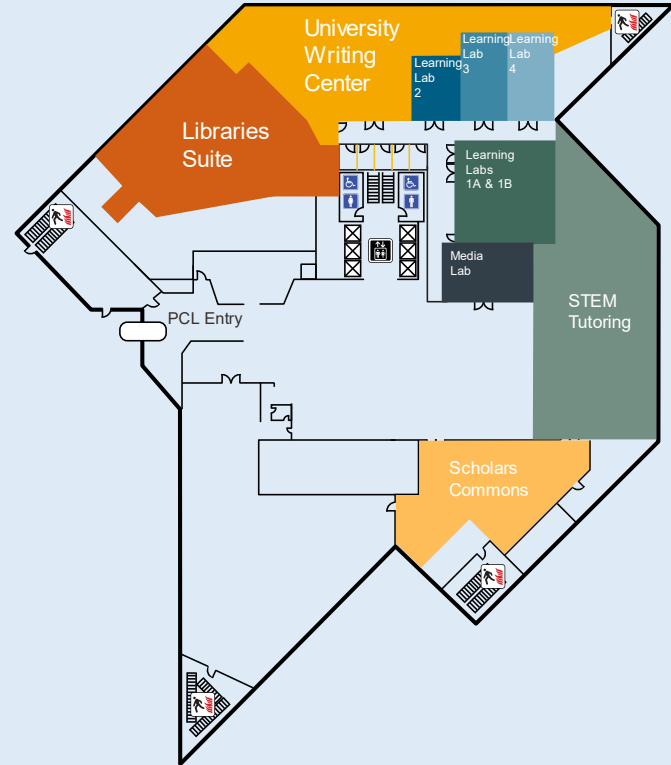 University
Writing
Center
Learning
Lab
2
Learning
Lab
3
Learning
Lab
4
Libraries
Suite
Learning
Labs
1A & 1B
Media
Lab
STEM
Tutoring
PCL Entry
Scholars
Commons